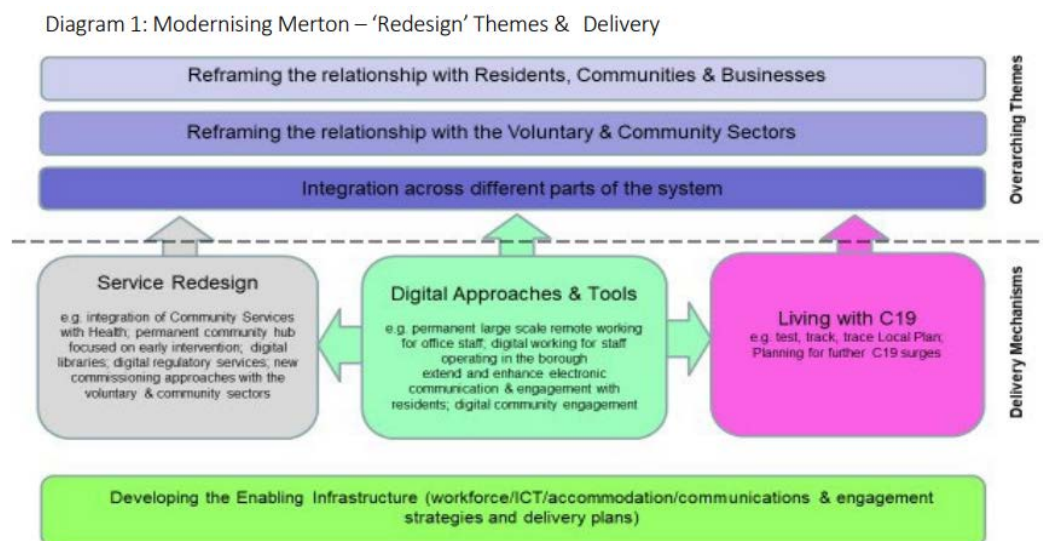 Diagram 1: Modernising Merton – ‘Redesign’ Themes & Delivery
Reframing the relationship with Residents, Communities & Businesses
Reframing the relationship with the Voluntary & Community Sectors
Integration across different parts of the system
Overarching Themes
Service Redesign
e.g. integration of Community Services
with Health; permanent community hub
focused on early intervention; digital
libraries; digital regulatory services; new
commissioning approaches with the
voluntary & community sectors
Digital Approaches & Tools
e.g. permanent large scale remote working
for office staff; digital working for staff
operating in the borough
extend and enhance electronic
communication & engagement with
residents; digital community engagement
Living with C19
e.g. test, track, trace Local Plan;
Planning for further C19 surges
Delivery Mechanisms
Developing the Enabling Infrastructure (workforce/ICT/accommodation/communications & engagement
strategies and delivery plans)